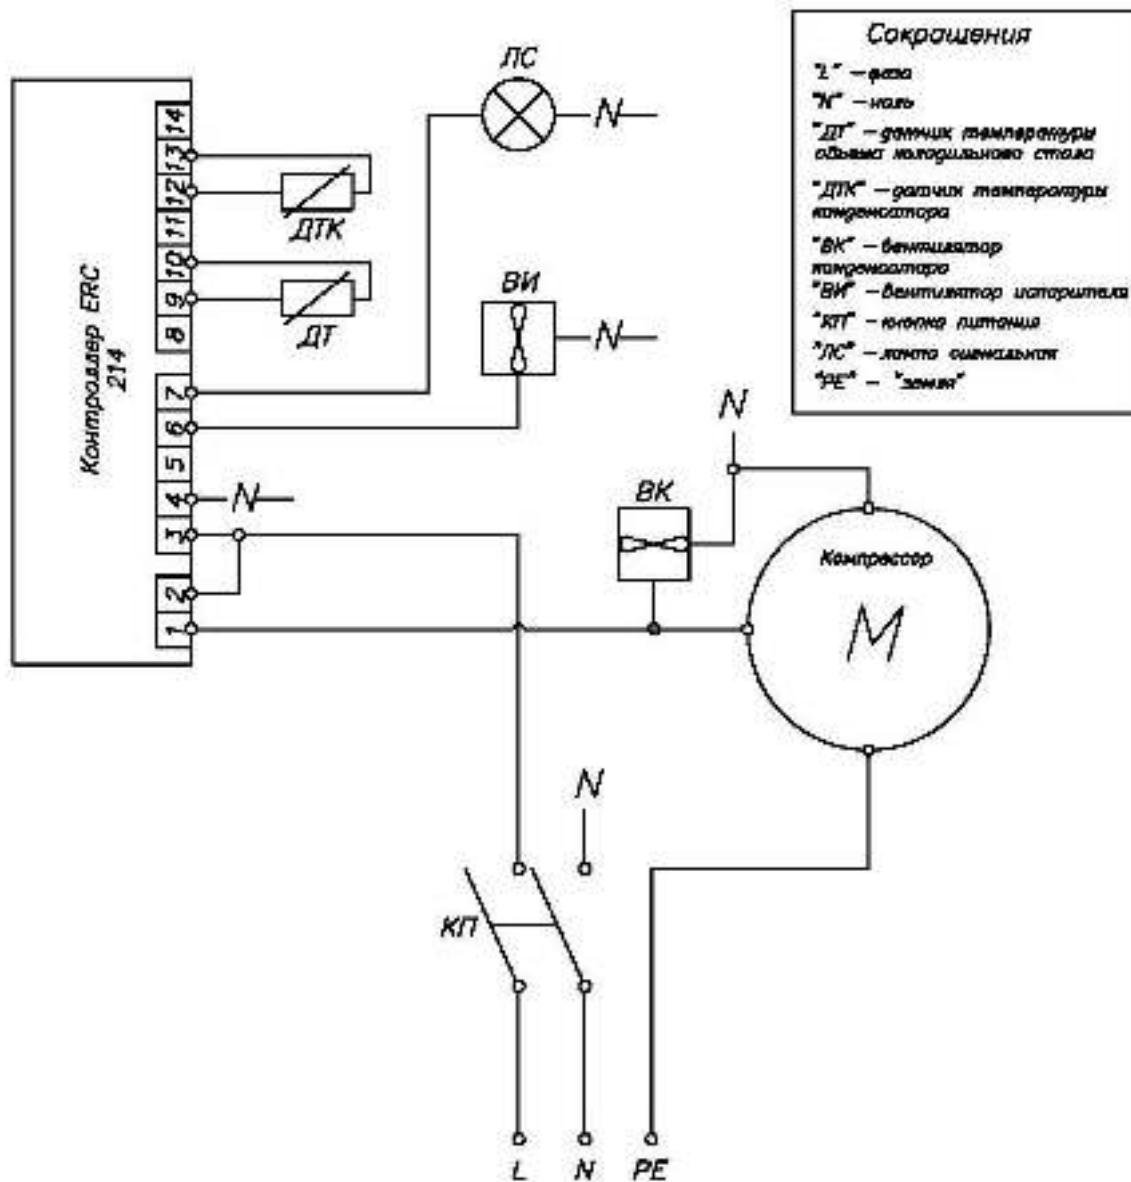 Сокращения
"L" – фаза
"N" – ноль
"ДТ" – датчик температуры
объема холодильного стола
"ДТК" – датчик температуры
конденсатора
"ВК" – вентилятор
конденсатора
"ВИ" – вентилятор испарителя
"КП" – кнопка питания
"ЛС" – лампа сигнальная
"PE" – "земля"
ЛС
N
14
13
12
11
10
9
8
7
6
5
4
3
2
1
Контроллер ERC
214
ДТК
ДТ
ВИ
N
N
N
ВК
Компрессор
M
N
КП
L
N
PE